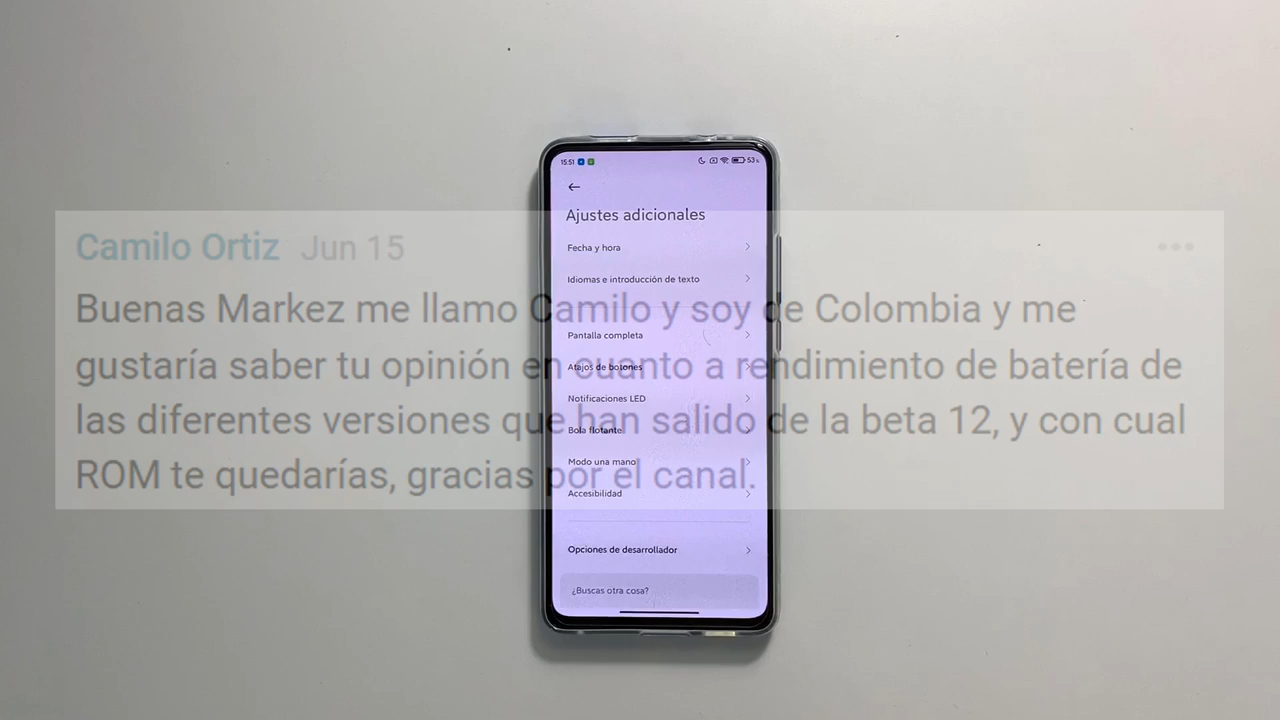 15:51
53%
Ajustes adicionales
Camilo Ortiz Jun 15
Fecha y hora
Idiomas e introducción de texto
Buenas Markez me llamo Camilo y soy de Colombia y me
gustaría saber tu opinión en cuanto a rendimiento de batería de
las diferentes versiones que han salido de la beta 12, y con cual
ROM te quedarías, gracias por el canal.
Pantalla completa
Atajos de botones
Notificaciones LED
Bola flotante
Modo una mano
Accesibilidad
Opciones de desarrollador
¿Buscas otra cosa?